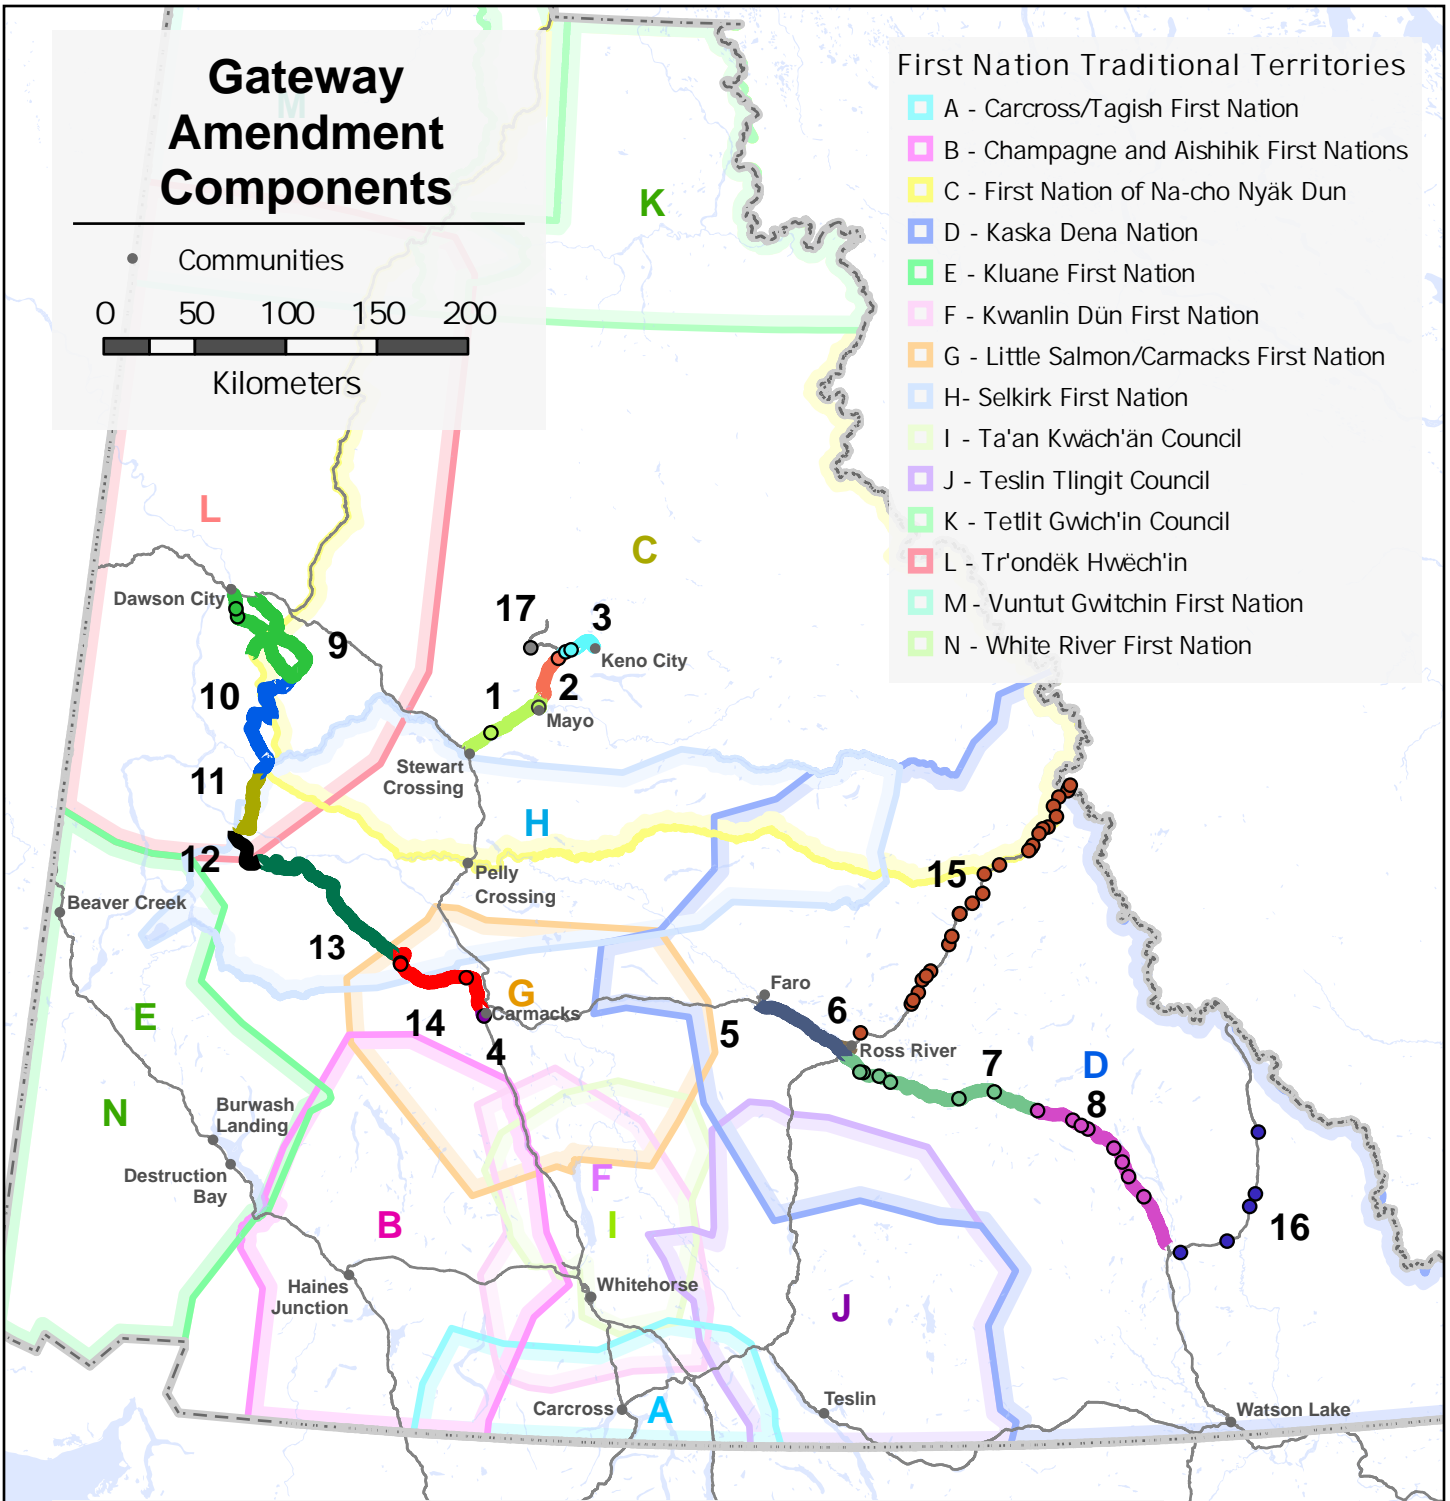 Gateway
Amendment
Components
M
Communities
0 50 100 150 200
Kilometers
First Nation Traditional Territories
A - Carcross/Tagish First Nation
B - Champagne and Aishihik First Nations
C - First Nation of Na-cho Nyäk Dun
D - Kaska Dena Nation
E - Kluane First Nation
F - Kwanlin Dün First Nation
G - Little Salmon/Carmacks First Nation
H- Selkirk First Nation
I - Ta'an Kwäch'än Council
J - Teslin Tlingit Council
K - Tetlit Gwich'in Council
L - Tr'ondëk Hwëch'in
M - Vuntut Gwitchin First Nation
N - White River First Nation
K
L
C
Dawson City
9
17
3
Keno City
10
1
2
Mayo
11
Stewart
Crossing
H
12
Pelly
Crossing
15
Beaver Creek
13
G
Faro
E
14
Carmacks
4
5
6
Ross River
7
D
8
N
Burwash
Landing
Destruction
Bay
F
B
I
16
Haines
Junction
Whitehorse
J
Carcross
A
Teslin
Watson Lake